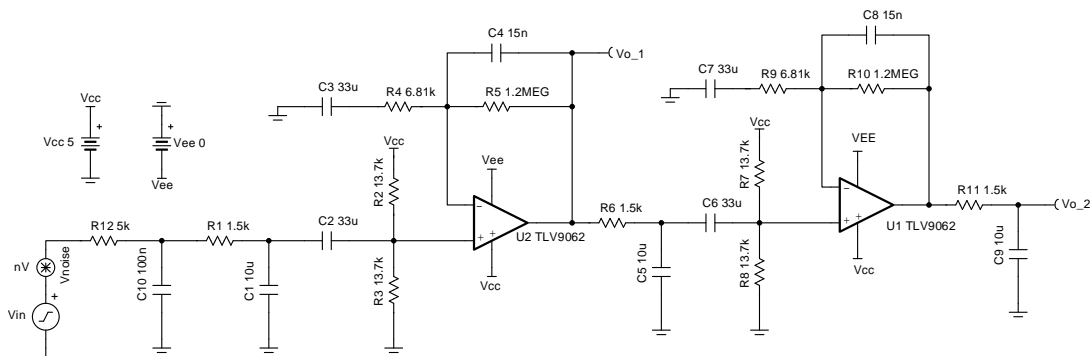 C4 15n
Vo_1
C3 33u
R4 6.81k
R5 1.2MEG
C8 15n
C7 33u
R9 6.81k
R10 1.2MEG
Vcc
Vcc 5
+
Vee 0
+
Vee
Vcc
R2 13.7k
Vee
Vcc
R7 13.7k
VEE
R12 5k
R1 1.5k
C2 33u
U2 TLV9062
R6 1.5k
C6 33u
U1 TLV9062
R11 1.5k
Vo_2
nV
Vnoise
C10 100n
C1 10u
R3 13.7k
Vcc
C5 10u
R8 13.7k
Vcc
C9 10u
Vin
+